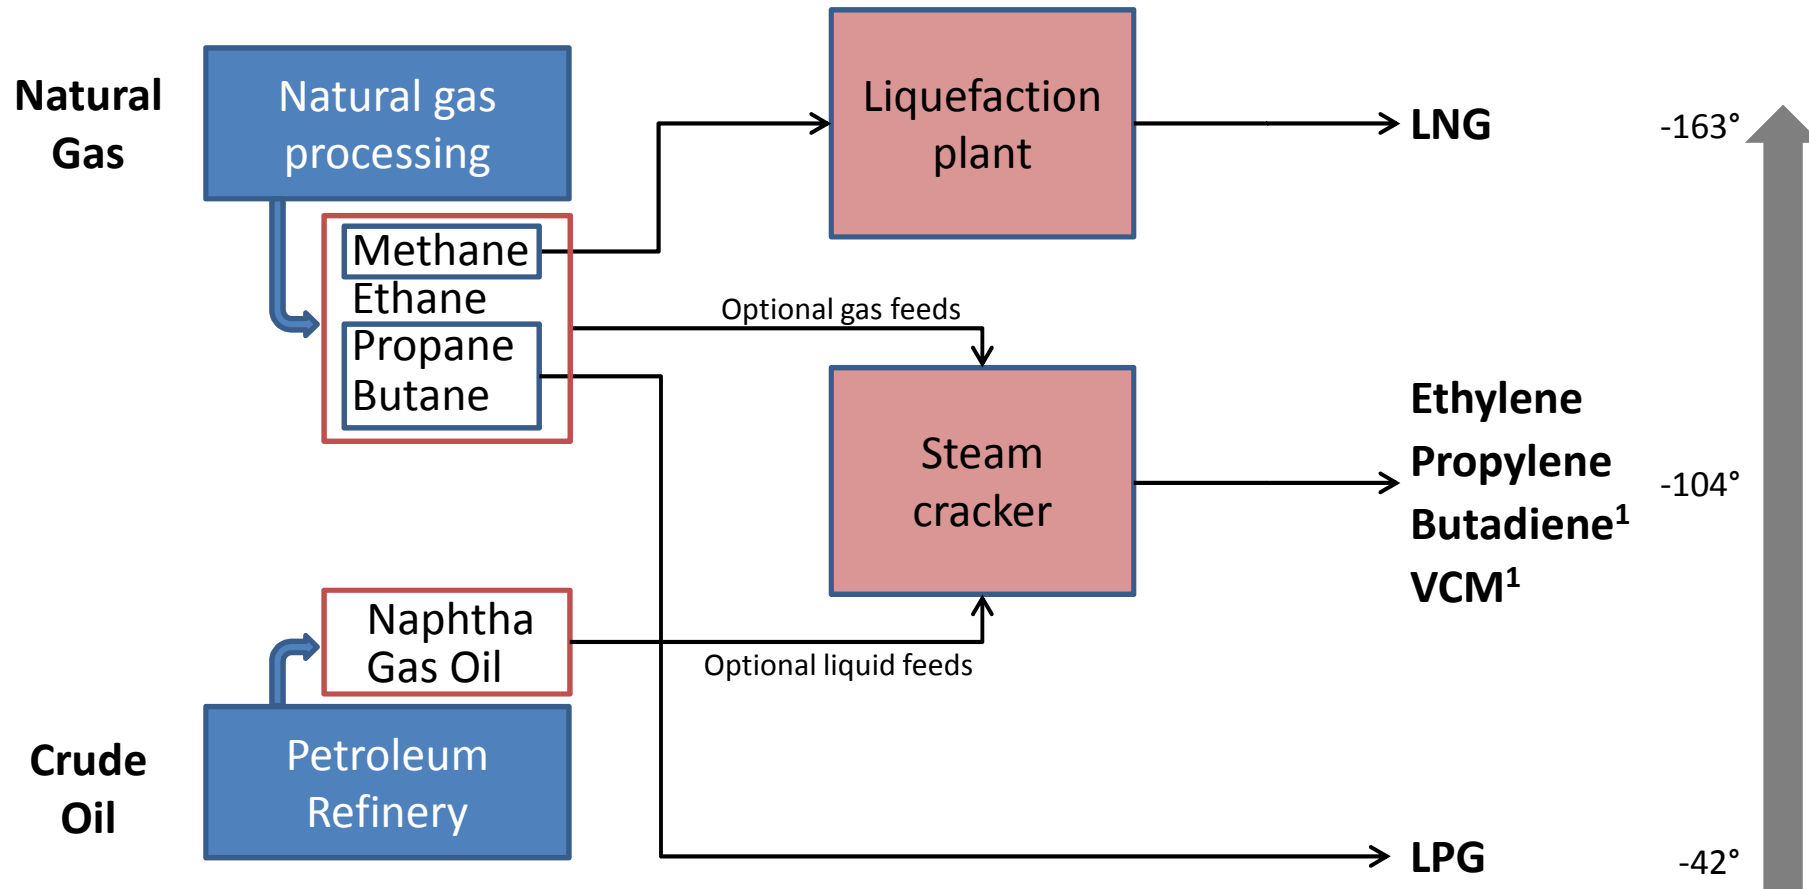 Natural
Gas
Natural gas
processing
Methane
Ethane
Propane
Butane
Liquefaction
plant
LNG
-163°
Optional gas feeds
Steam
cracker
Ethylene
Propylene
Butadiene¹
VCM¹
-104°
Naphtha
Gas Oil
Optional liquid feeds
Crude
Oil
Petroleum
Refinery
LPG
-42°